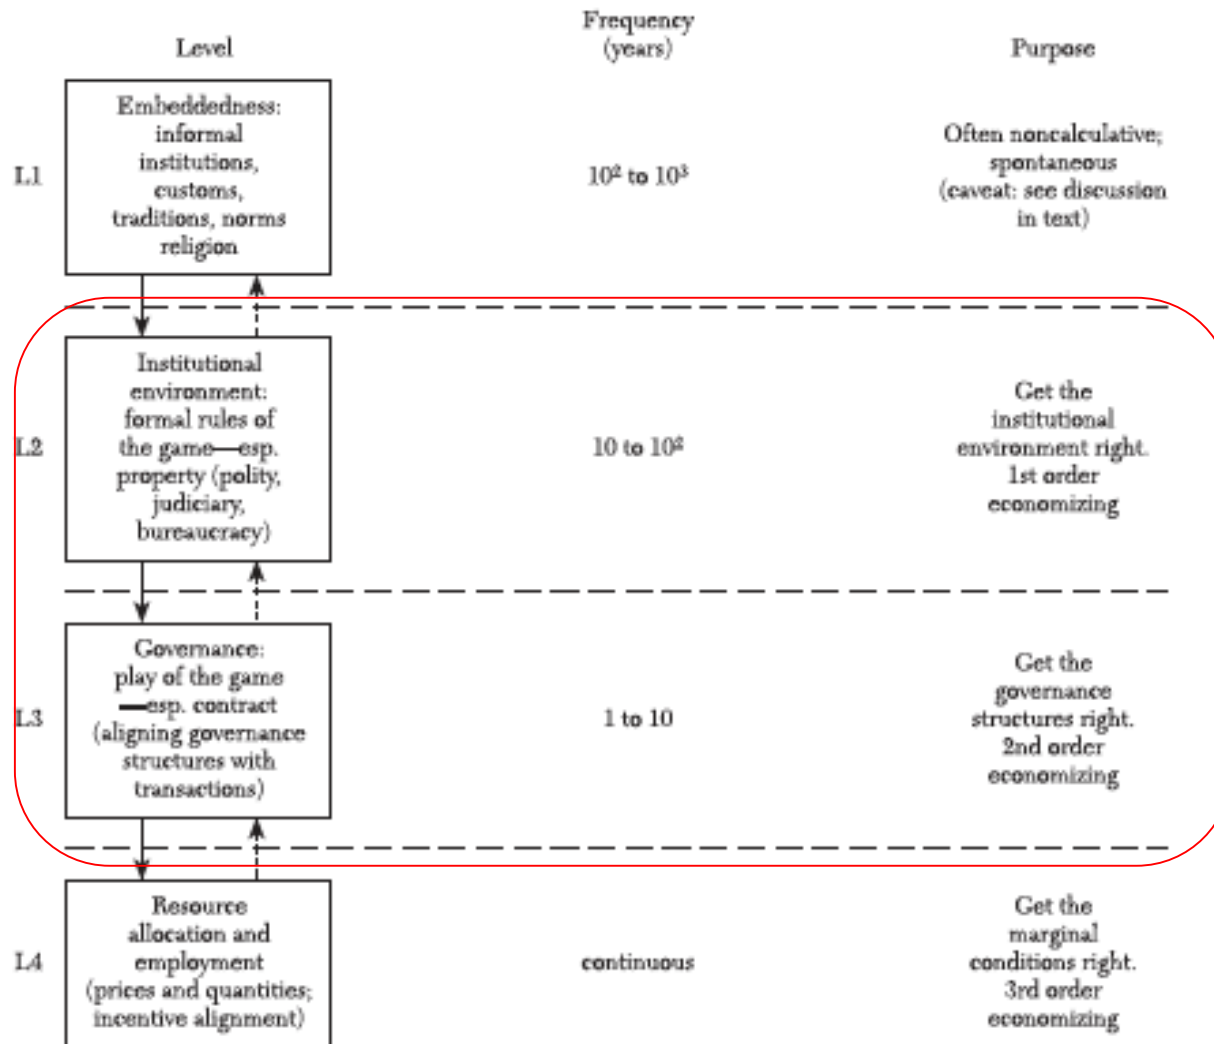 Level
Frequency
(years)
Purpose
L1
Embeddedness:
informal
institutions,
customs,
traditions, norms
religion
10² to 10³
Often noncalculative;
spontaneous
(caveat: see discussion
in text)
L2
Institutional
environment:
formal rules of
the game—esp.
property (polity,
judiciary,
bureaucracy)
10 to 10²
Get the
institutional
environment right.
1st order
economizing
L3
Governance:
play of the game
—esp. contract
(aligning governance
structures with
transactions)
1 to 10
Get the
governance
structures right.
2nd order
economizing
L4
Resource
allocation and
employment
(prices and quantities;
incentive alignment)
continuous
Get the
marginal
conditions right.
3rd order
economizing